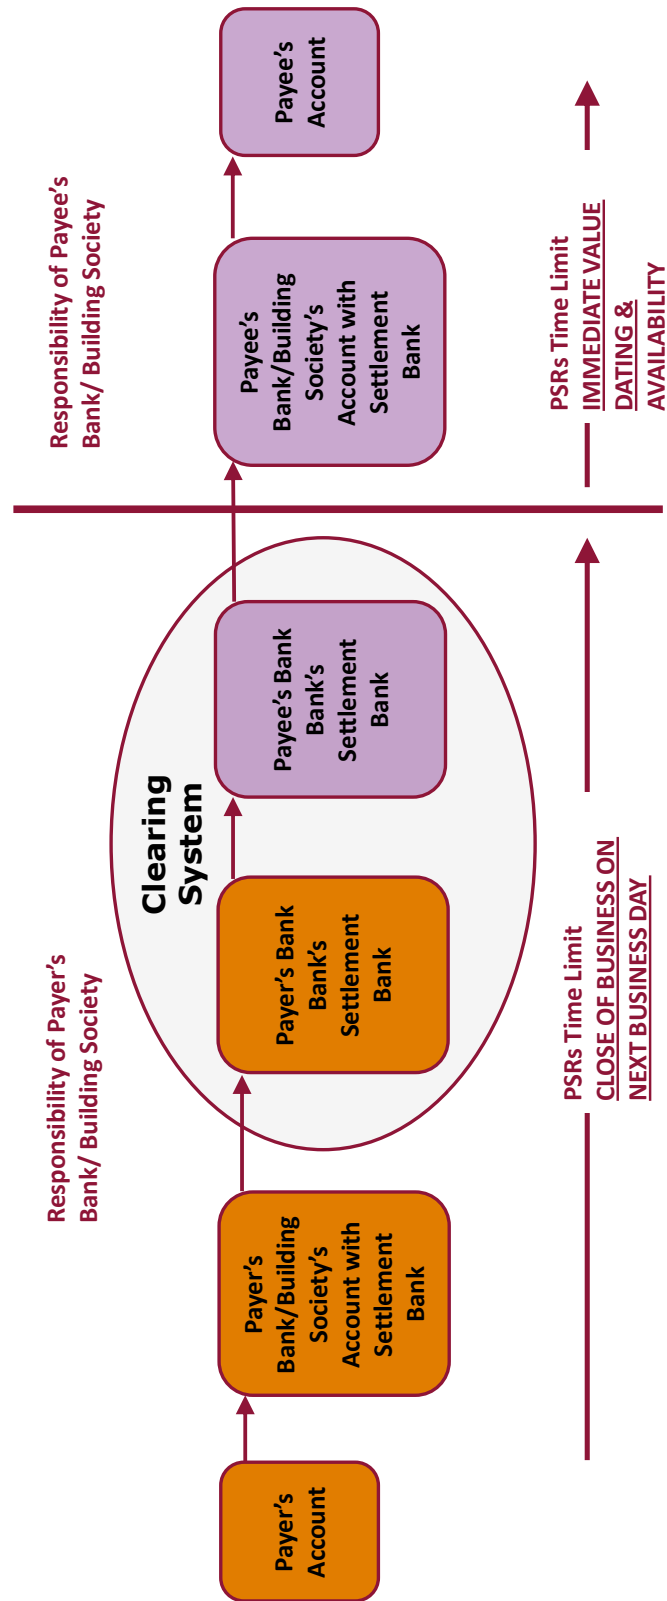 Responsibility of Payer's
Bank/ Building Society
Responsibility of Payee's
Bank/ Building Society
Clearing
System
Payer's
Account
Payer's
Bank/Building
Society's
Account with
Settlement
Bank
Payer's Bank
Bank's
Settlement
Bank
Payee's Bank
Bank's
Settlement
Bank
Payee's
Bank/Building
Society's
Account with
Settlement
Bank
Payee's
Account
PSRs Time Limit
CLOSE OF BUSINESS ON
NEXT BUSINESS DAY
PSRs Time Limit
IMMEDIATE VALUE
DATING &
AVAILABILITY